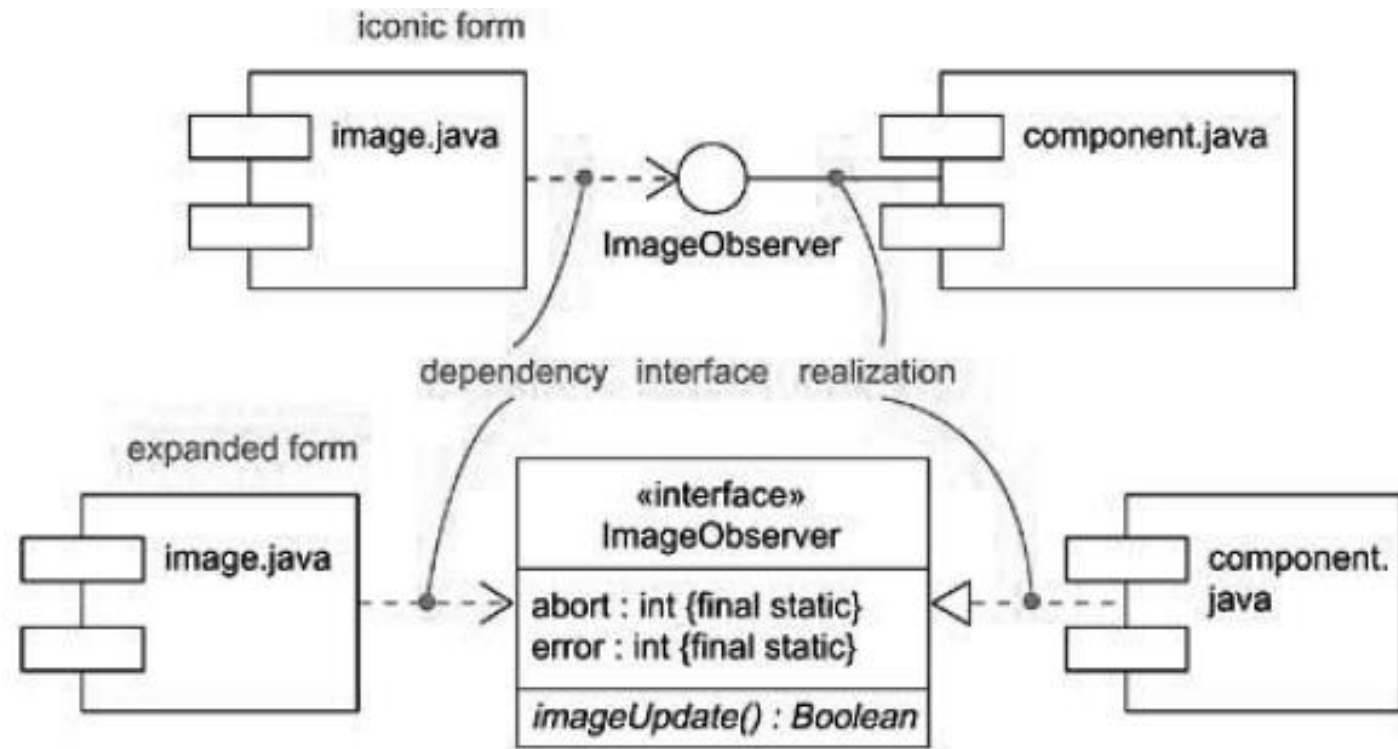 iconic form
image.java
component.java
ImageObserver
dependency interface realization
expanded form
«interface»
ImageObserver
image.java
component.
java
abort : int {final static}
error : int {final static}
imageUpdate() : Boolean